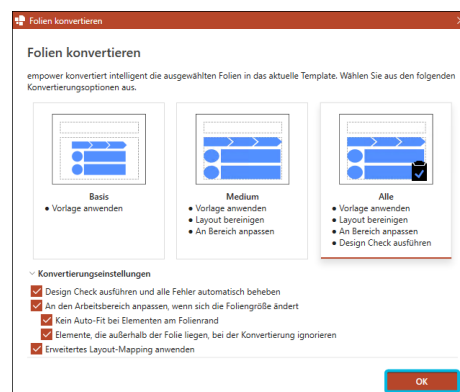 Folien konvertieren
Folien konvertieren
empower konvertiert intelligent die ausgewählten Folien in das aktuelle Template. Wählen Sie aus den folgenden
Konvertierungsoptionen aus.
Basis
• Vorlage anwenden
Medium
• Vorlage anwenden
• Layout bereinigen
• An Bereich anpassen
Alle
• Vorlage anwenden
• Layout bereinigen
• An Bereich anpassen
• Design Check ausführen
Konvertierungseinstellungen
Design Check ausführen und alle Fehler automatisch beheben
An den Arbeitsbereich anpassen, wenn sich die Foliengröße ändert
Kein Auto-Fit bei Elementen am Folienrand
Elemente, die außerhalb der Folie liegen, bei der Konvertierung ignorieren
Erweitertes Layout-Mapping anwenden
OK